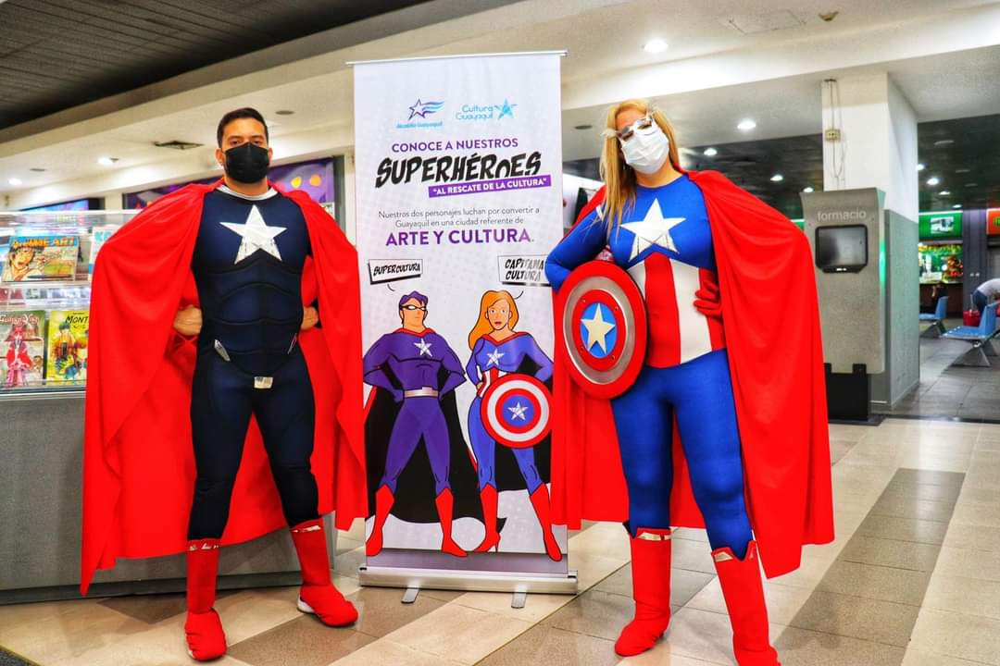 Alcaldía Guayaquil
Cultura
Guayaquil
CONOCE A NUESTROS
SUPERHÉROES
"AL RESCATE DE LA CULTURA"
Nuestros dos personajes luchan por convertir a
Guayaquil en una ciudad referente de
ARTE Y CULTURA.
SUPERCULTURA
CAPITANA
CULTURA
formacio